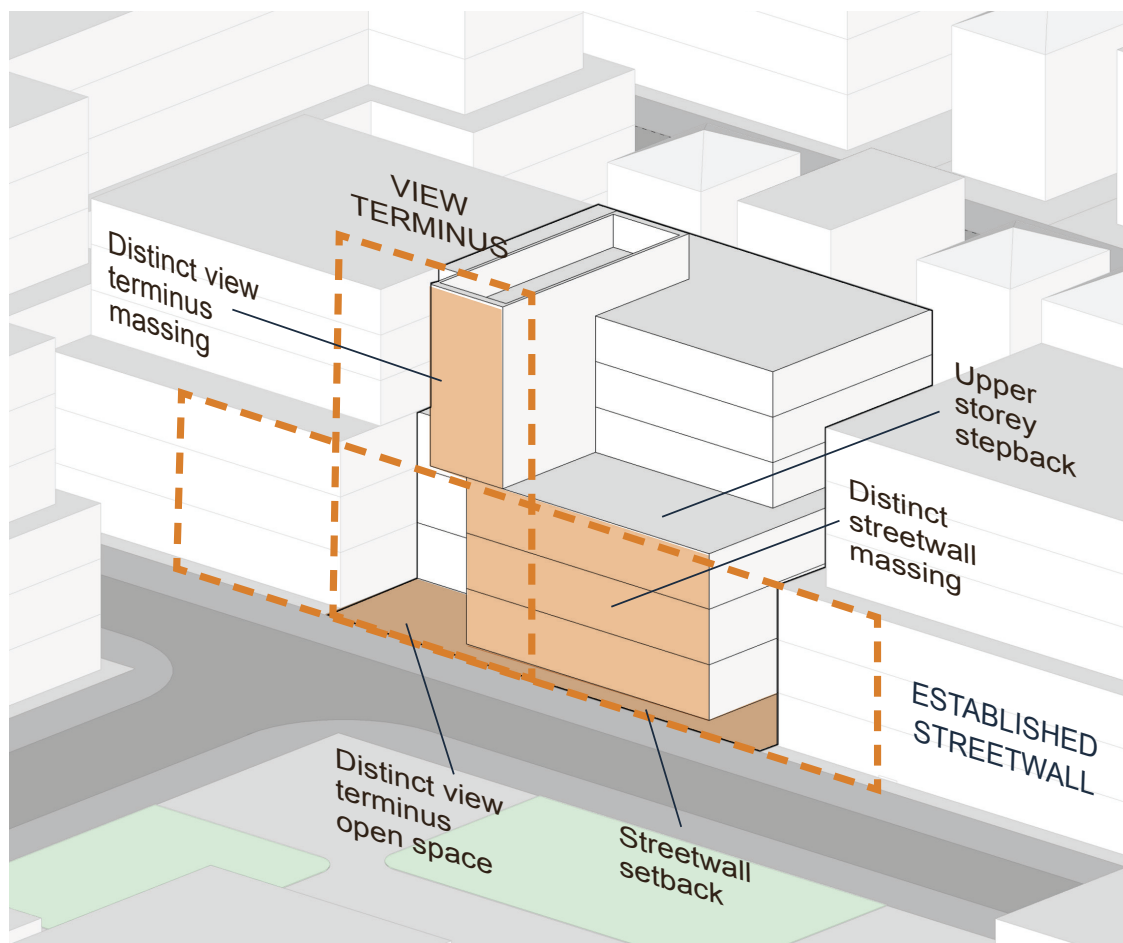 VIEW
TERMINUS
Distinct view
terminus
massing
Upper
storey
stepback
Distinct
streetwall
massing
ESTABLISHED
STREETWALL
Distinct view
terminus
open space
Streetwall
setback